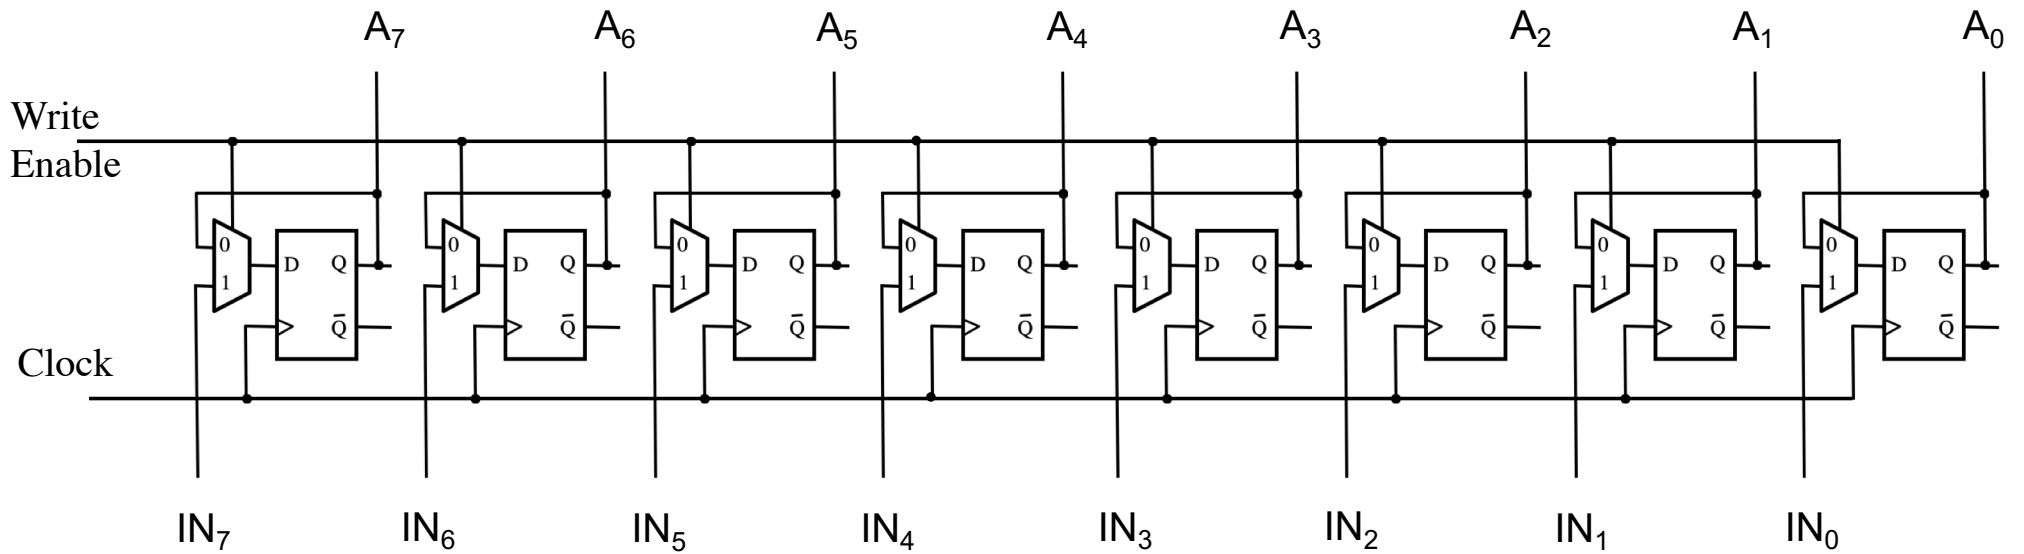 A₇ A₆ A₅ A₄ A₃ A₂ A₁ A₀
Write
Enable
0 0 0 0 0 0 0 0
D Q D Q D Q D Q D Q D Q D Q D Q
1 1 1 1 1 1 1 1
Q̅ Q̅ Q̅ Q̅ Q̅ Q̅ Q̅ Q̅
Clock
IN₇ IN₆ IN₅ IN₄ IN₃ IN₂ IN₁ IN₀